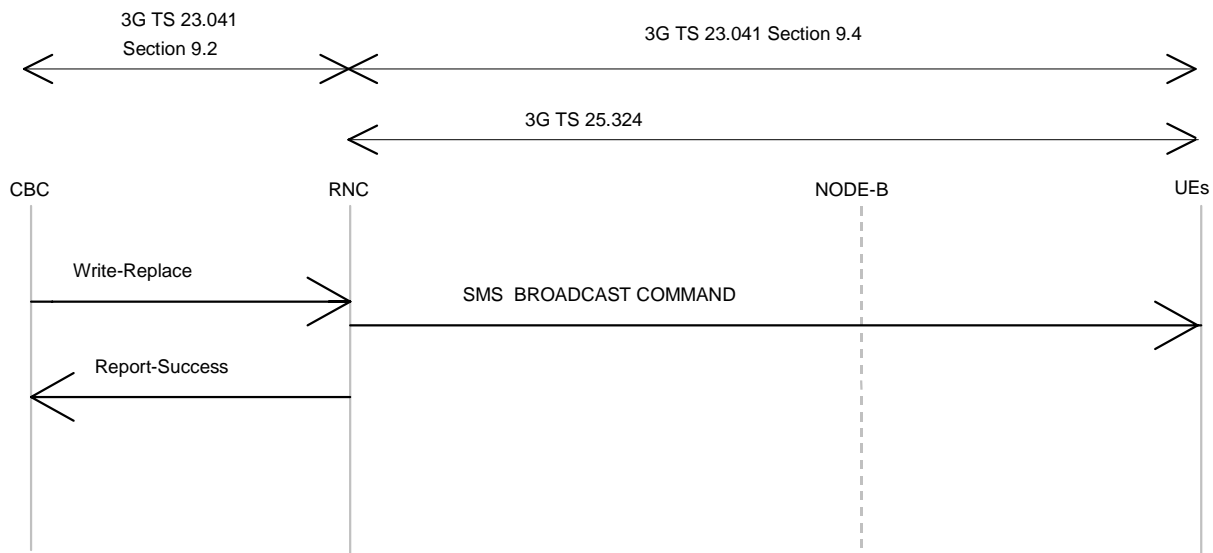 3G TS 23.041
Section 9.2
3G TS 23.041 Section 9.4
3G TS 25.324
CBC
RNC
NODE-B
UEs
Write-Replace
SMS BROADCAST COMMAND
Report-Success